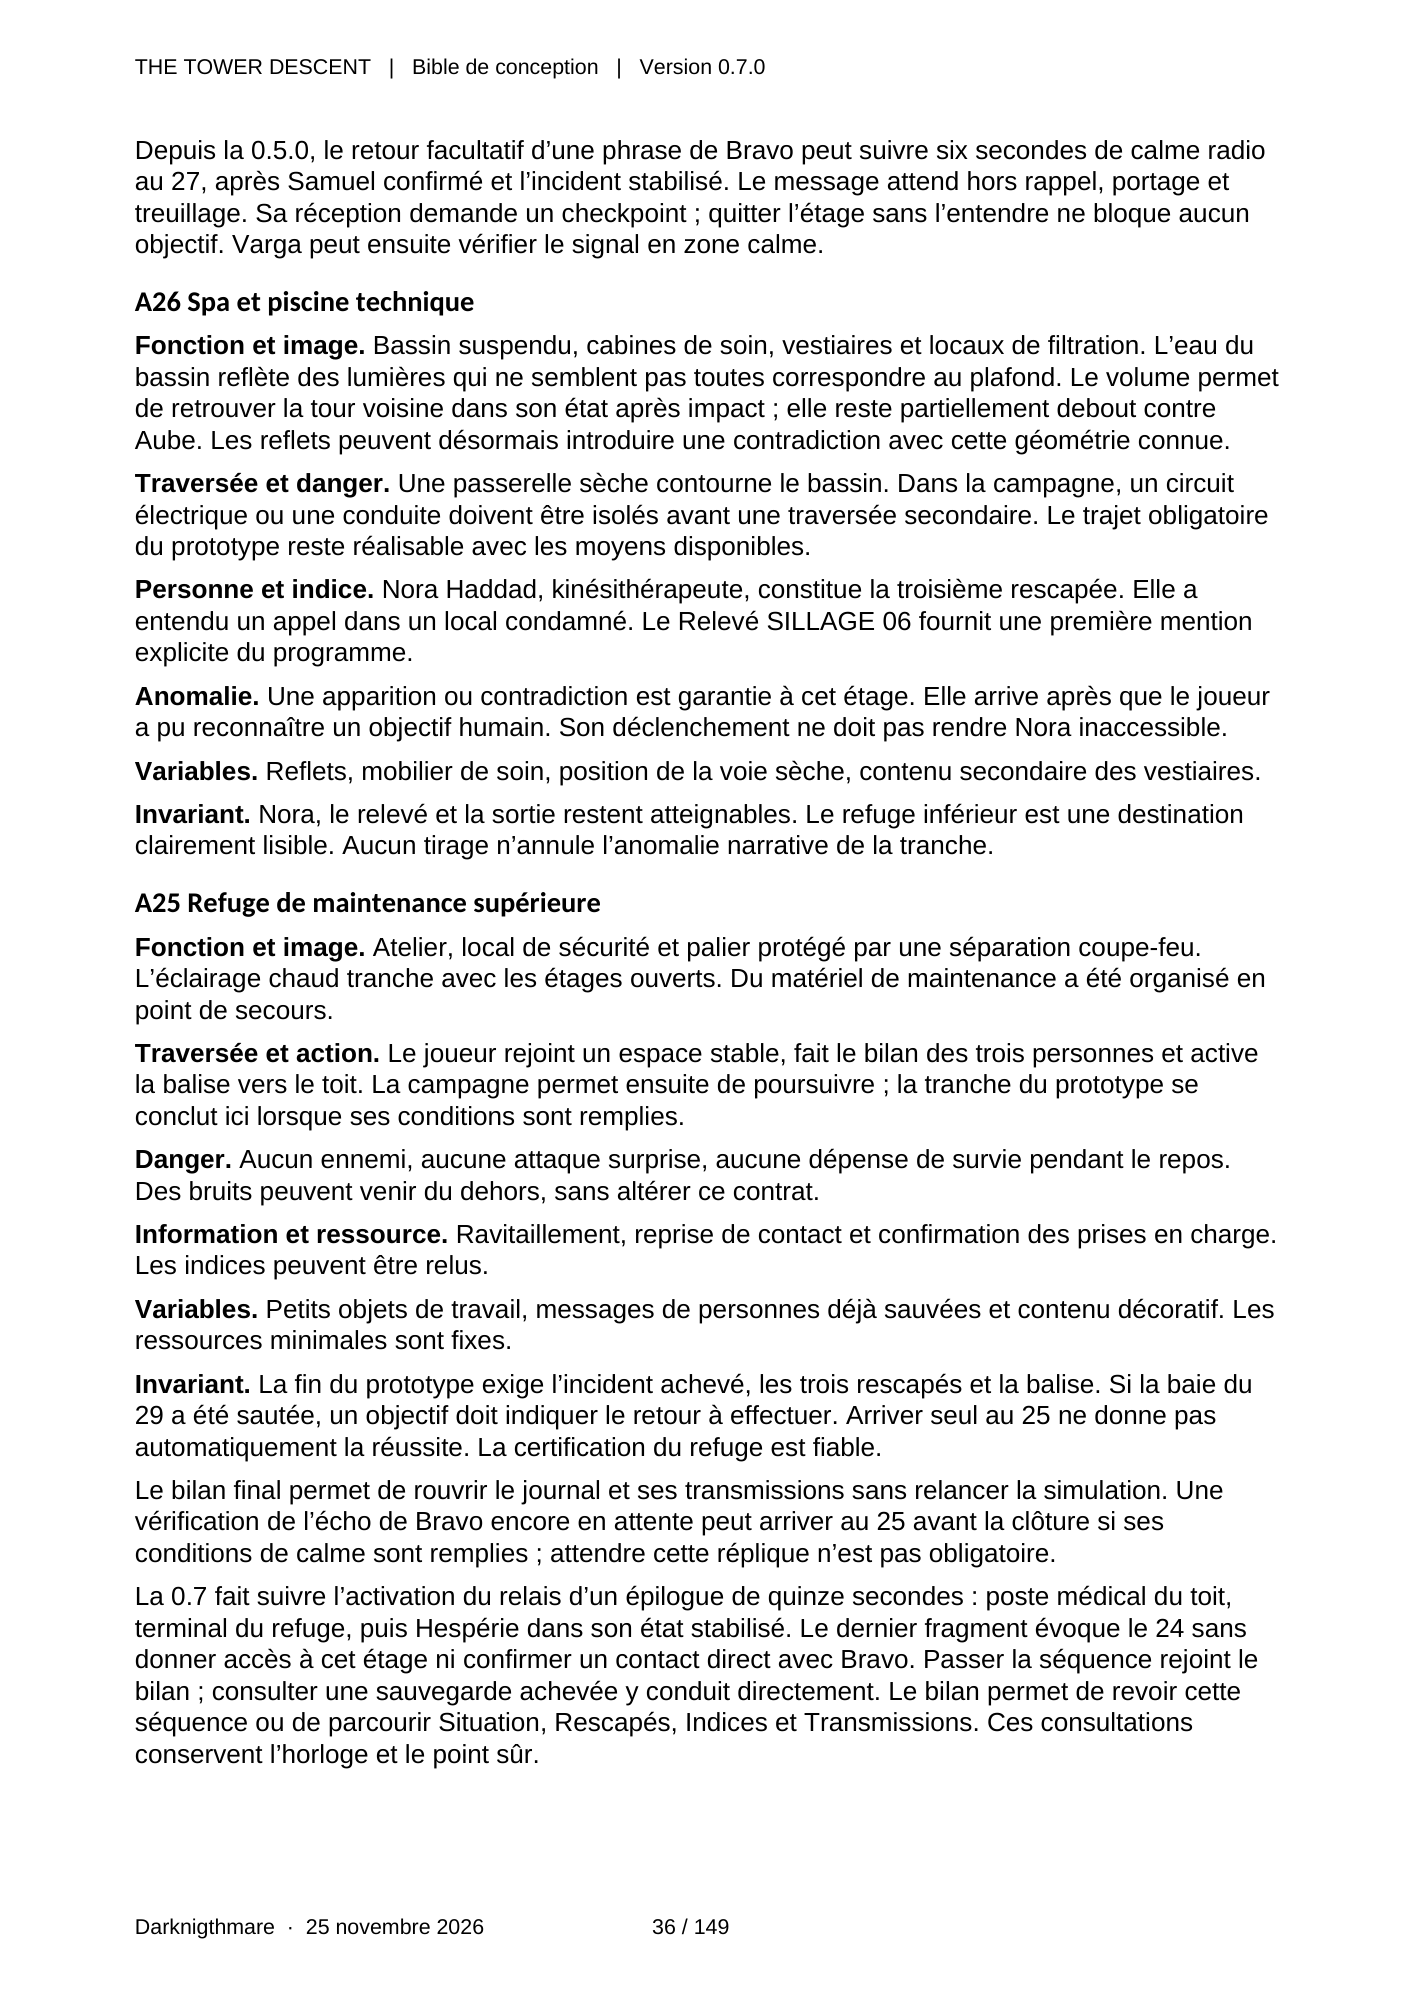 THE TOWER DESCENT | Bible de conception | Version 0.7.0
Depuis la 0.5.0, le retour facultatif d’une phrase de Bravo peut suivre six secondes de calme radio
au 27, après Samuel confirmé et l’incident stabilisé. Le message attend hors rappel, portage et
treuillage. Sa réception demande un checkpoint ; quitter l’étage sans l’entendre ne bloque aucun
objectif. Varga peut ensuite vérifier le signal en zone calme.
A26 Spa et piscine technique
Fonction et image. Bassin suspendu, cabines de soin, vestiaires et locaux de filtration. L’eau du
bassin reflète des lumières qui ne semblent pas toutes correspondre au plafond. Le volume permet
de retrouver la tour voisine dans son état après impact ; elle reste partiellement debout contre
Aube. Les reflets peuvent désormais introduire une contradiction avec cette géométrie connue.
Traversée et danger. Une passerelle sèche contourne le bassin. Dans la campagne, un circuit
électrique ou une conduite doivent être isolés avant une traversée secondaire. Le trajet obligatoire
du prototype reste réalisable avec les moyens disponibles.
Personne et indice. Nora Haddad, kinésithérapeute, constitue la troisième rescapée. Elle a
entendu un appel dans un local condamné. Le Relevé SILLAGE 06 fournit une première mention
explicite du programme.
Anomalie. Une apparition ou contradiction est garantie à cet étage. Elle arrive après que le joueur
a pu reconnaître un objectif humain. Son déclenchement ne doit pas rendre Nora inaccessible.
Variables. Reflets, mobilier de soin, position de la voie sèche, contenu secondaire des vestiaires.
Invariant. Nora, le relevé et la sortie restent atteignables. Le refuge inférieur est une destination
clairement lisible. Aucun tirage n’annule l’anomalie narrative de la tranche.
A25 Refuge de maintenance supérieure
Fonction et image. Atelier, local de sécurité et palier protégé par une séparation coupe-feu.
L’éclairage chaud tranche avec les étages ouverts. Du matériel de maintenance a été organisé en
point de secours.
Traversée et action. Le joueur rejoint un espace stable, fait le bilan des trois personnes et active
la balise vers le toit. La campagne permet ensuite de poursuivre ; la tranche du prototype se
conclut ici lorsque ses conditions sont remplies.
Danger. Aucun ennemi, aucune attaque surprise, aucune dépense de survie pendant le repos.
Des bruits peuvent venir du dehors, sans altérer ce contrat.
Information et ressource. Ravitaillement, reprise de contact et confirmation des prises en charge.
Les indices peuvent être relus.
Variables. Petits objets de travail, messages de personnes déjà sauvées et contenu décoratif. Les
ressources minimales sont fixes.
Invariant. La fin du prototype exige l’incident achevé, les trois rescapés et la balise. Si la baie du
29 a été sautée, un objectif doit indiquer le retour à effectuer. Arriver seul au 25 ne donne pas
automatiquement la réussite. La certification du refuge est fiable.
Le bilan final permet de rouvrir le journal et ses transmissions sans relancer la simulation. Une
vérification de l’écho de Bravo encore en attente peut arriver au 25 avant la clôture si ses
conditions de calme sont remplies ; attendre cette réplique n’est pas obligatoire.
La 0.7 fait suivre l’activation du relais d’un épilogue de quinze secondes : poste médical du toit,
terminal du refuge, puis Hespérie dans son état stabilisé. Le dernier fragment évoque le 24 sans
donner accès à cet étage ni confirmer un contact direct avec Bravo. Passer la séquence rejoint le
bilan ; consulter une sauvegarde achevée y conduit directement. Le bilan permet de revoir cette
séquence ou de parcourir Situation, Rescapés, Indices et Transmissions. Ces consultations
conservent l’horloge et le point sûr.
Darknigthmare · 25 novembre 2026 36 / 149